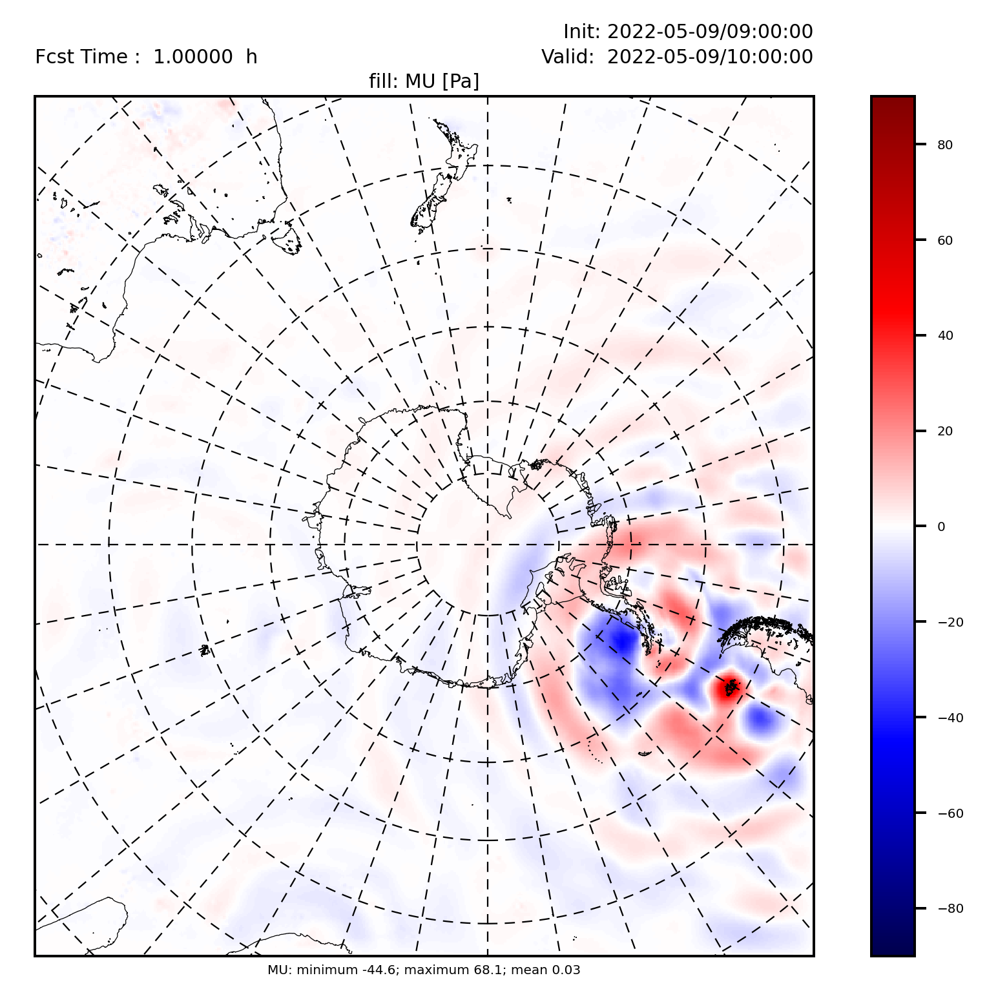 Init: 2022-05-09/09:00:00
Fcst Time :  1.00000  h
Valid:  2022-05-09/10:00:00
fill: MU [Pa]
80
60
40
20
0
−20
−40
−60
−80
MU: minimum -44.6; maximum 68.1; mean 0.03